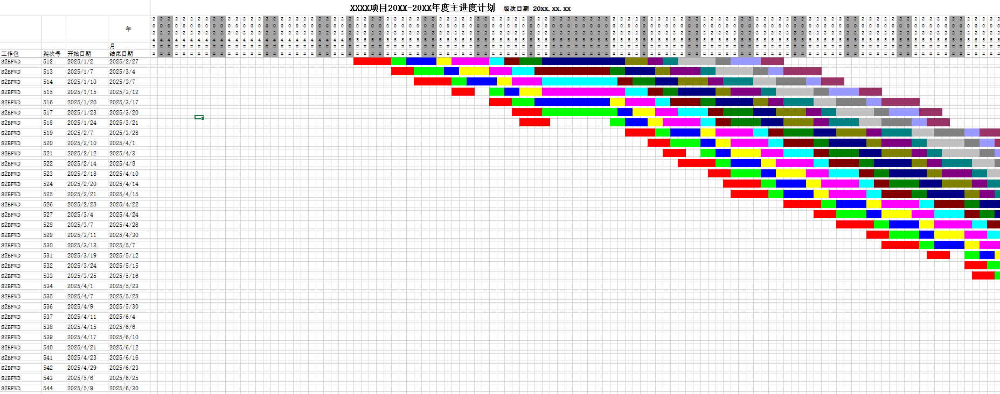 XXXX项目20XX-20XX年度主进度计划 版次日期 20xx.xx.xx
年
月
工作包 架次号 开始日期 结束日期
S2BFWD 512 2025/1/2 2025/2/27
S2BFWD 513 2025/1/7 2025/3/4
S2BFWD 514 2025/1/10 2025/3/7
S2BFWD 515 2025/1/15 2025/3/12
S2BFWD 516 2025/1/20 2025/3/17
S2BFWD 517 2025/1/23 2025/3/20
S2BFWD 518 2025/1/24 2025/3/21
S2BFWD 519 2025/2/7 2025/3/28
S2BFWD 520 2025/2/10 2025/4/1
S2BFWD 521 2025/2/12 2025/4/3
S2BFWD 522 2025/2/14 2025/4/8
S2BFWD 523 2025/2/18 2025/4/10
S2BFWD 524 2025/2/20 2025/4/14
S2BFWD 525 2025/2/21 2025/4/15
S2BFWD 526 2025/2/28 2025/4/22
S2BFWD 527 2025/3/4 2025/4/24
S2BFWD 528 2025/3/7 2025/4/28
S2BFWD 529 2025/3/11 2025/4/30
S2BFWD 530 2025/3/13 2025/5/7
S2BFWD 531 2025/3/19 2025/5/12
S2BFWD 532 2025/3/24 2025/5/15
S2BFWD 533 2025/3/25 2025/5/16
S2BFWD 534 2025/4/1 2025/5/23
S2BFWD 535 2025/4/7 2025/5/28
S2BFWD 536 2025/4/9 2025/5/30
S2BFWD 537 2025/4/11 2025/6/4
S2BFWD 538 2025/4/15 2025/6/6
S2BFWD 539 2025/4/17 2025/6/10
S2BFWD 540 2025/4/21 2025/6/12
S2BFWD 541 2025/4/23 2025/6/16
S2BFWD 542 2025/4/29 2025/6/23
S2BFWD 543 2025/5/6 2025/6/25
S2BFWD 544 2025/5/9 2025/6/30